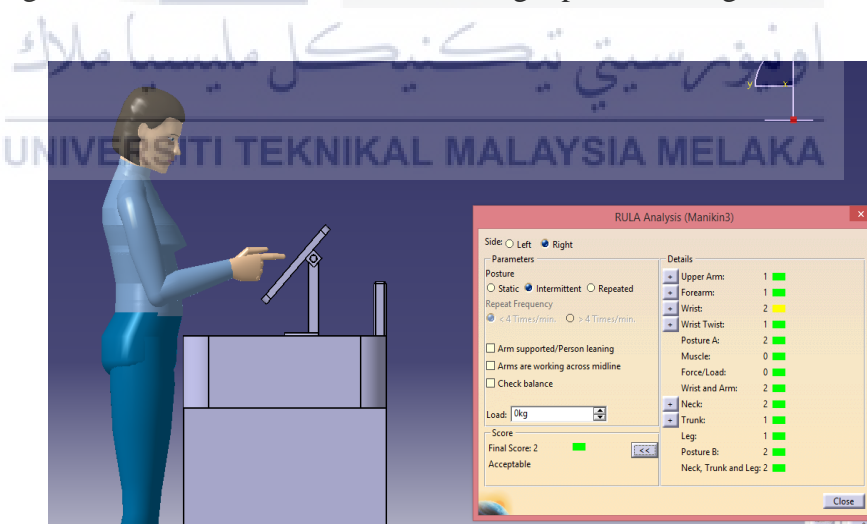 اونيورسيتي تيكنيكل مليسيا ملاك
UNIVERSITI TEKNIKAL MALAYSIA MELAKA
y x
RULA Analysis (Manikin3) x
Side: Left Right
Parameters
Posture
Static Intermittent Repeated
Repeat Frequency
< 4 Times/min. > 4 Times/min.
Arm supported/Person leaning
Arms are working across midline
Check balance
Load: 0kg
Score
Final Score: 2 <<
Acceptable
Details
+ Upper Arm: 1
+ Forearm: 1
+ Wrist: 2
+ Wrist Twist: 1
Posture A: 2
Muscle: 0
Force/Load: 0
Wrist and Arm: 2
+ Neck: 2
+ Trunk: 1
Leg: 1
Posture B: 2
Neck, Trunk and Leg: 2
Close